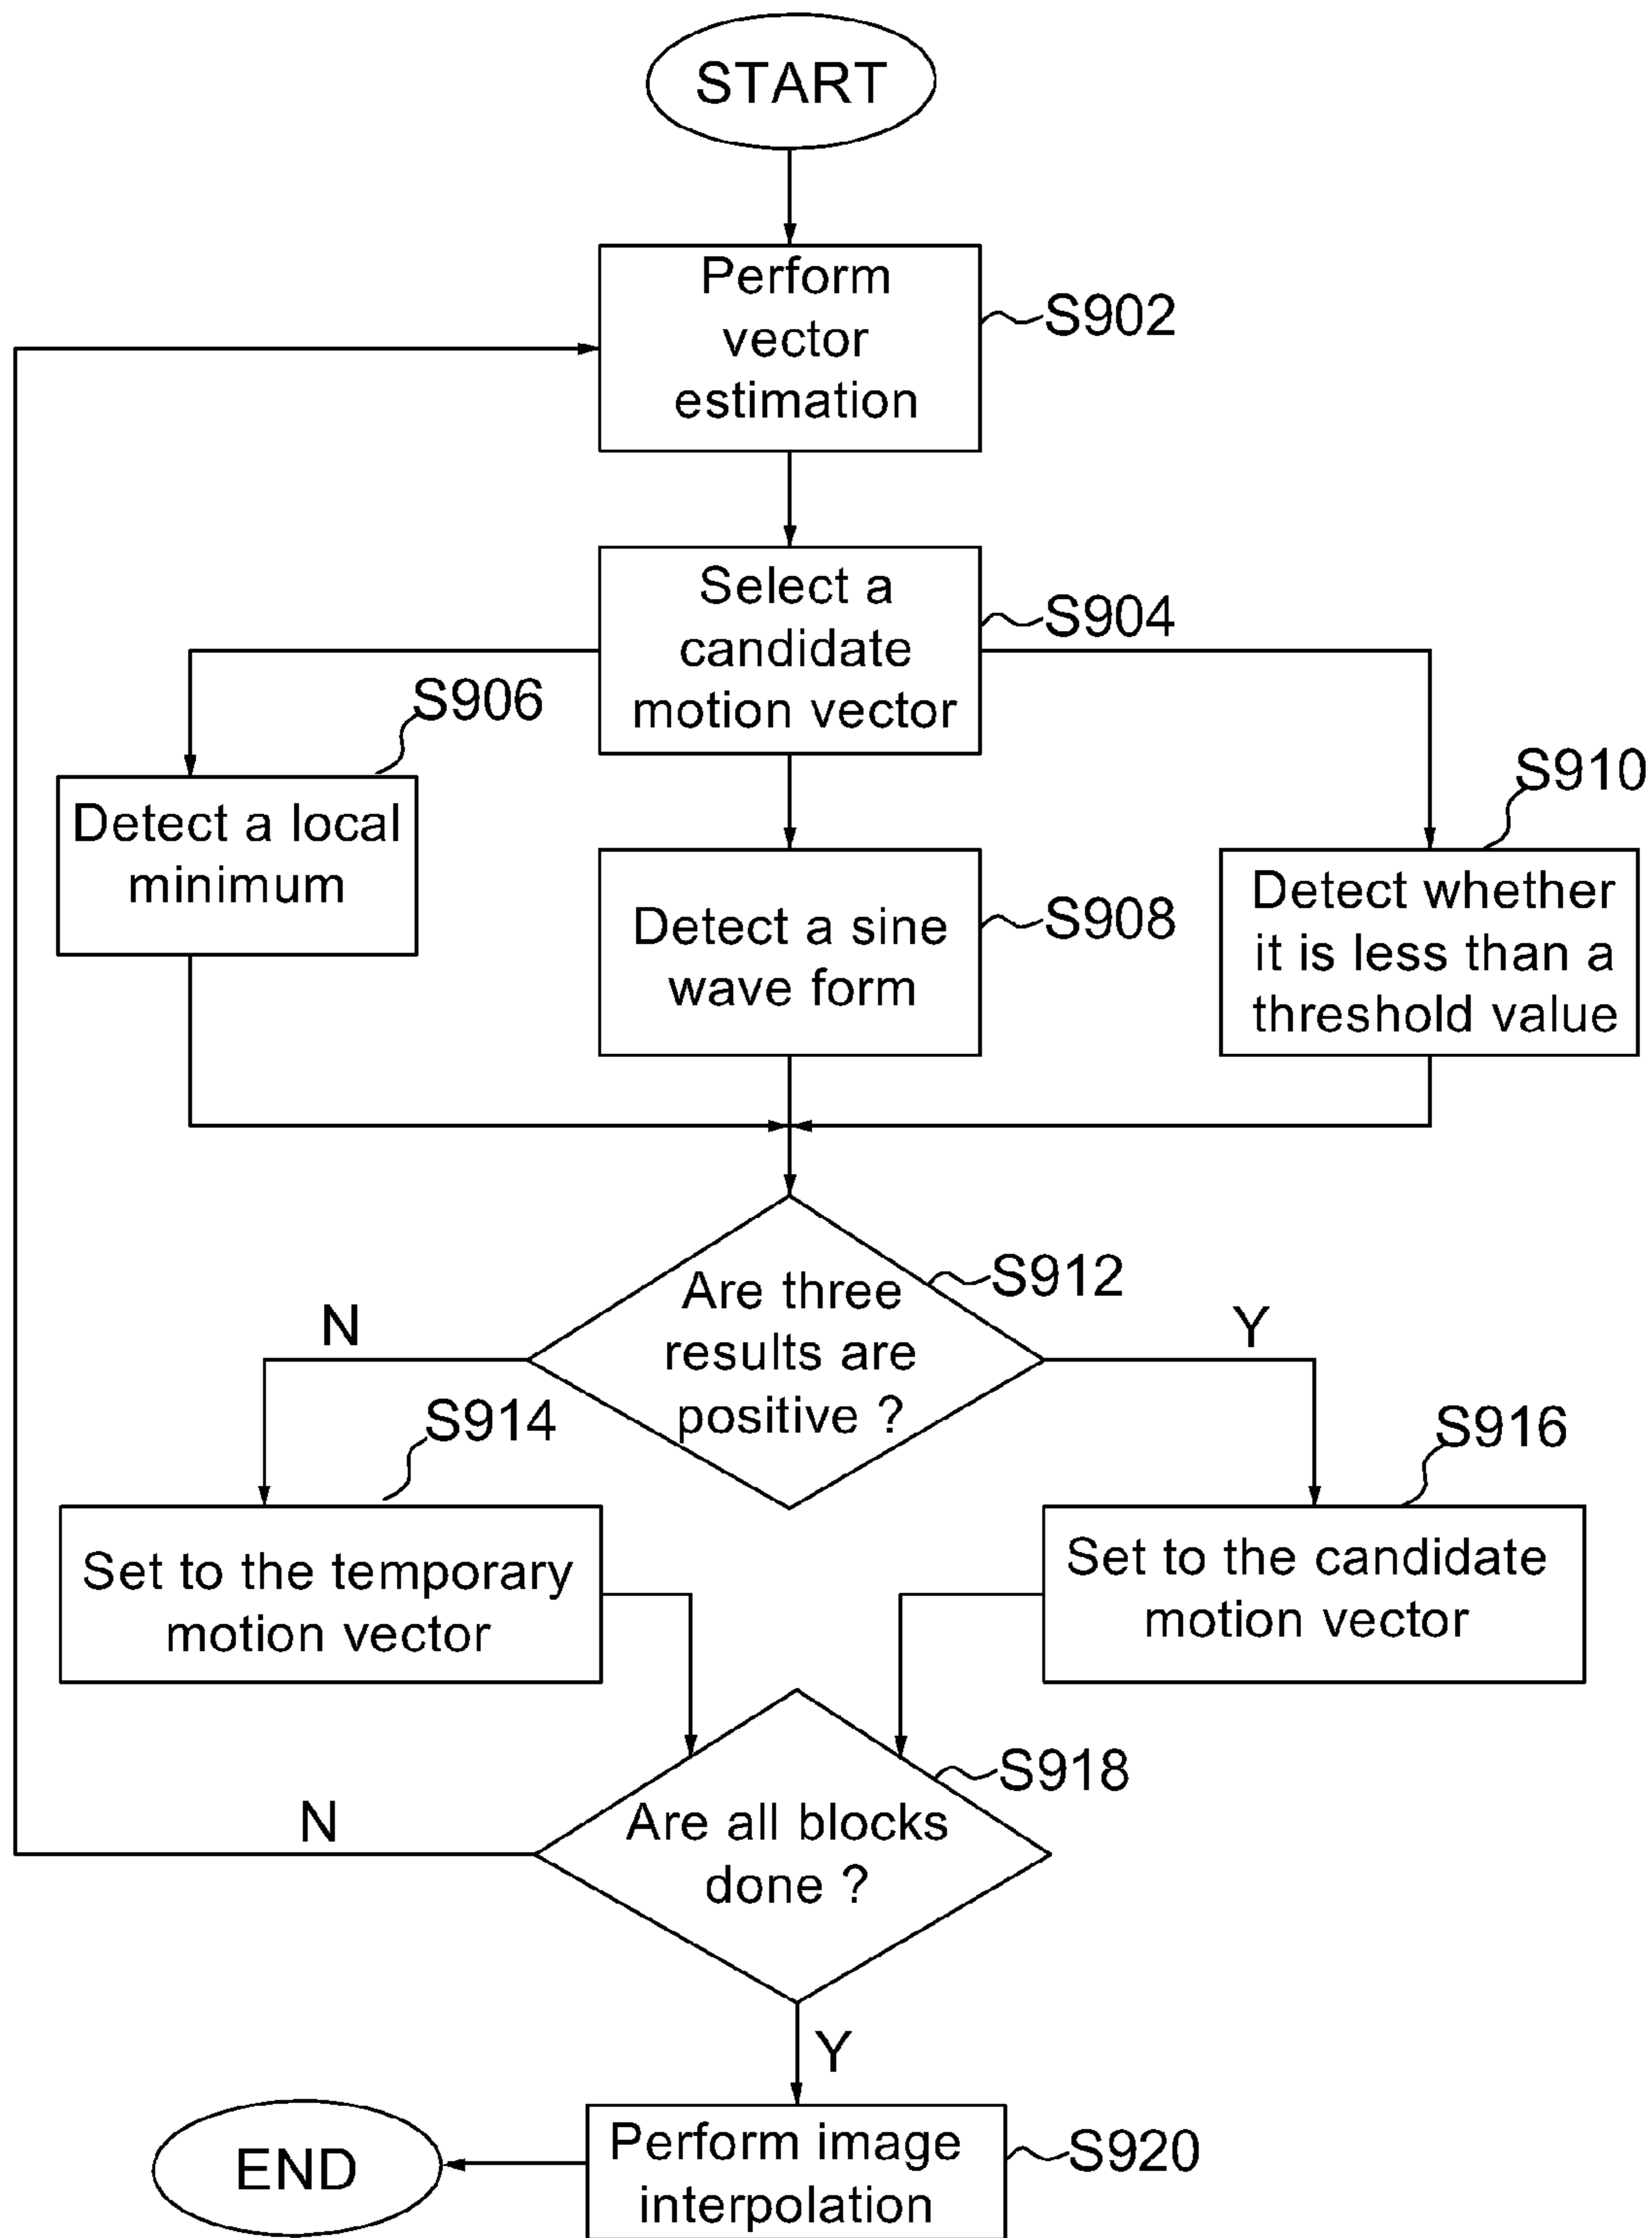 START
Perform
vector
estimation
S902
Select a
candidate
motion vector
S904
S906
Detect a local
minimum
Detect a sine
wave form
S908
S910
Detect whether
it is less than a
threshold value
Are three
results are
positive ?
S912
N
Y
S914
Set to the temporary
motion vector
S916
Set to the candidate
motion vector
S918
Are all blocks
done ?
N
Y
Perform image
interpolation
S920
END